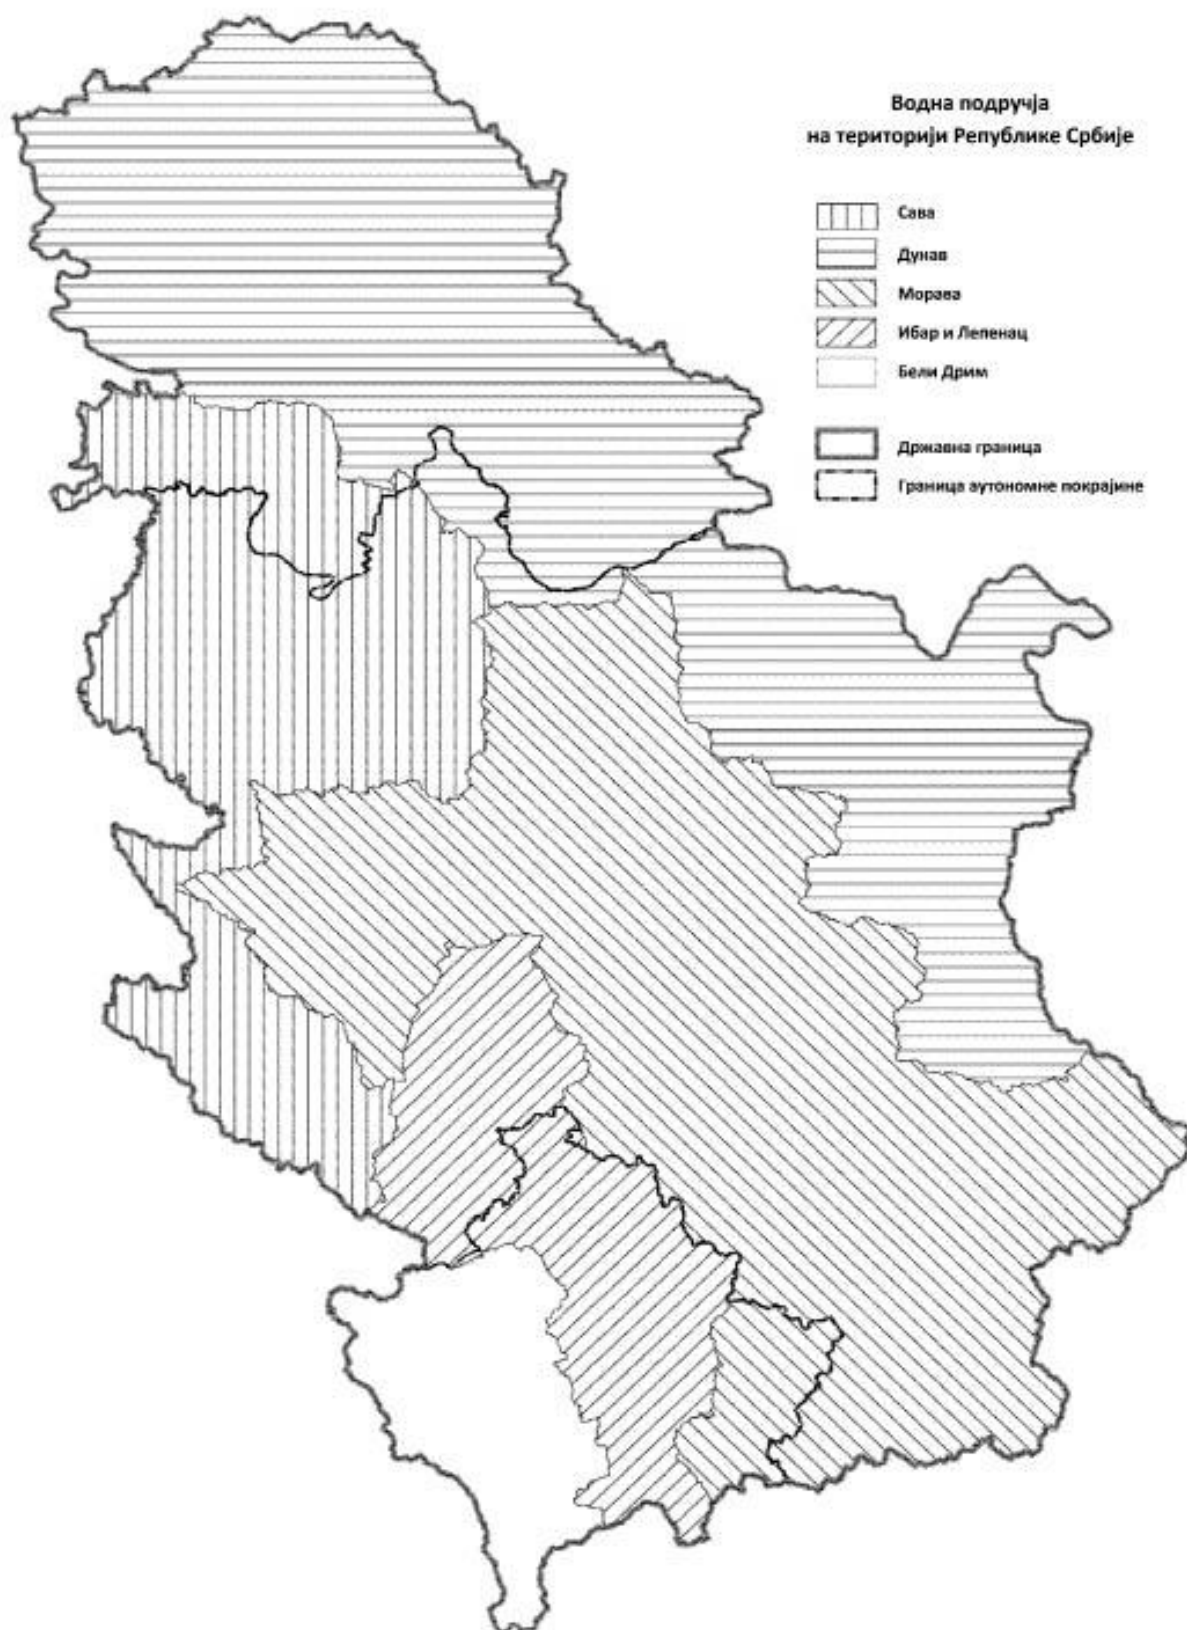 Водна подручја
на територији Републике Србије
Сава
Дунав
Морава
Ибар и Лепенац
Бели Дрим
Државна граница
Граница аутономне покрајине